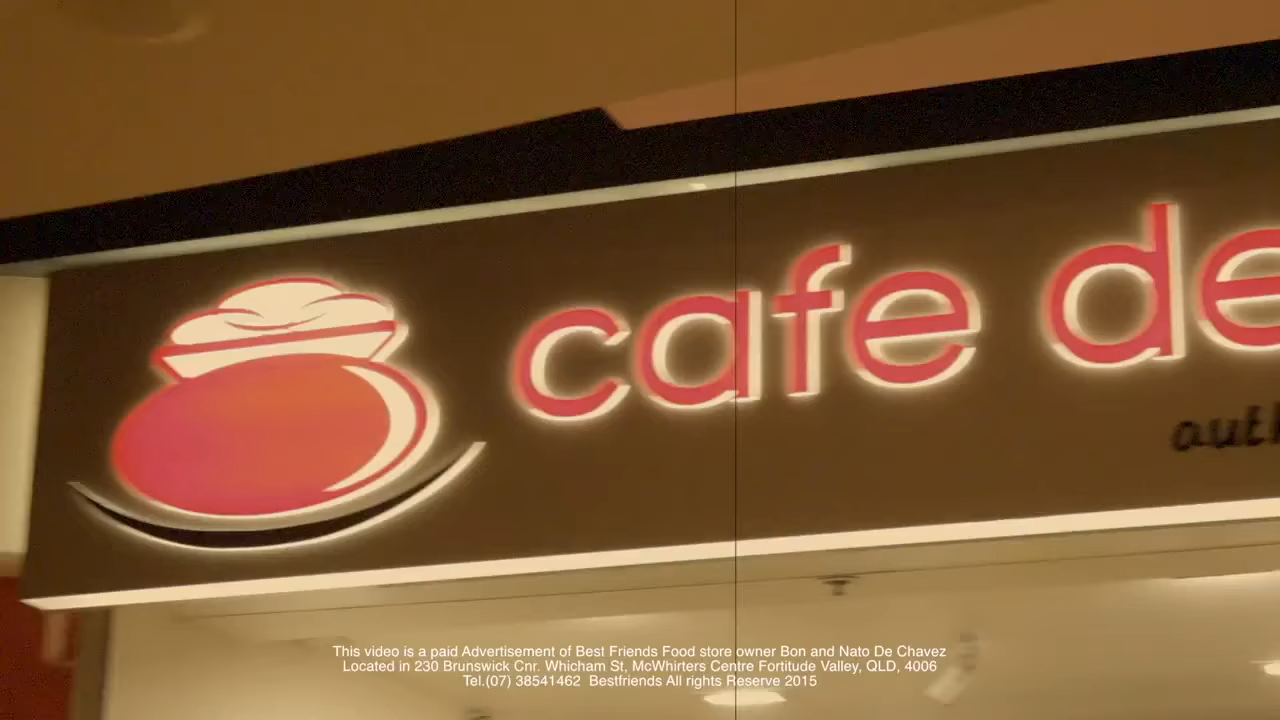 cafe de
This video is a paid Advertisement of Best Friends Food store owner Bon and Nato De Chavez
Located in 230 Brunswick Cnr. Whicham St, McWhirters Centre Fortitude Valley, QLD, 4006
Tel.(07) 38541462 Bestfriends All rights Reserve 2015